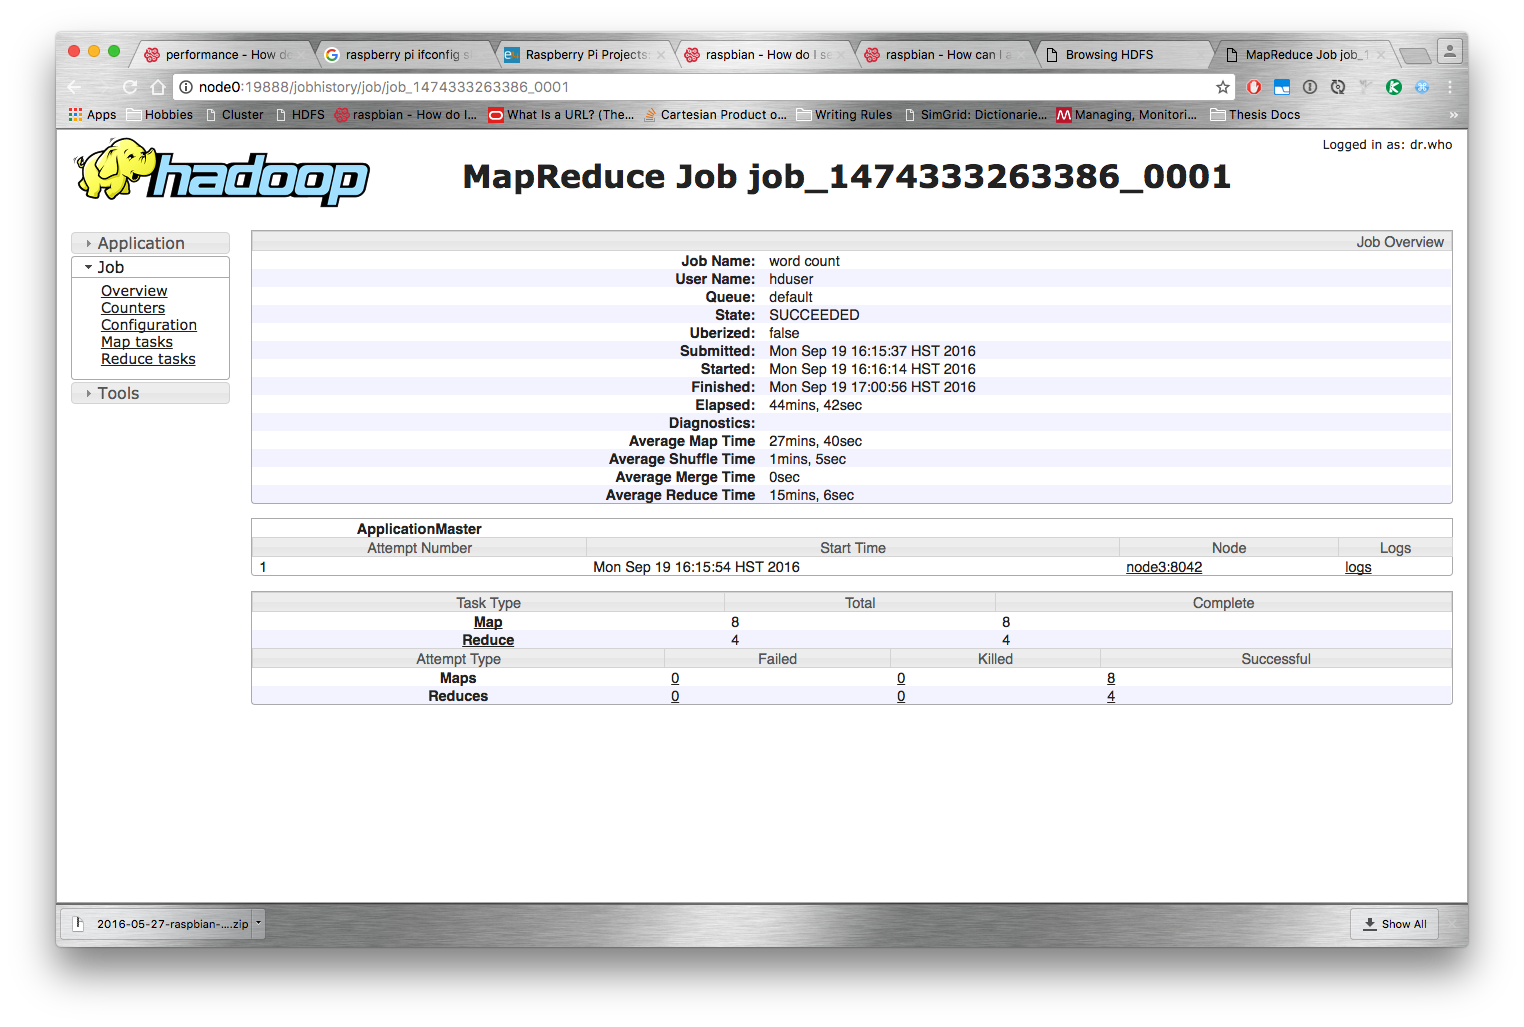 performance - How do
raspberry pi ifconfig s
Raspberry Pi Projects:
raspbian - How do I se
raspbian - How can I a
Browsing HDFS
MapReduce Job job_1
node0:19888/jobhistory/job/job_1474333263386_0001
Apps
Hobbies
Cluster
HDFS
raspbian - How do I...
What Is a URL? (The...
Cartesian Product o...
Writing Rules
SimGrid: Dictionarie...
Managing, Monitori...
Thesis Docs
»
Logged in as: dr.who
hadoop
MapReduce Job job_1474333263386_0001
Application
Job
Overview
Counters
Configuration
Map tasks
Reduce tasks
Tools
Job Overview
Job Name: word count
User Name: hduser
Queue: default
State: SUCCEEDED
Uberized: false
Submitted: Mon Sep 19 16:15:37 HST 2016
Started: Mon Sep 19 16:16:14 HST 2016
Finished: Mon Sep 19 17:00:56 HST 2016
Elapsed: 44mins, 42sec
Diagnostics:
Average Map Time 27mins, 40sec
Average Shuffle Time 1mins, 5sec
Average Merge Time 0sec
Average Reduce Time 15mins, 6sec
ApplicationMaster
Attempt Number Start Time Node Logs
1 Mon Sep 19 16:15:54 HST 2016 node3:8042 logs
Task Type Total Complete
Map 8 8
Reduce 4 4
Attempt Type Failed Killed Successful
Maps 0 0 8
Reduces 0 0 4
2016-05-27-raspbian-....zip
Show All